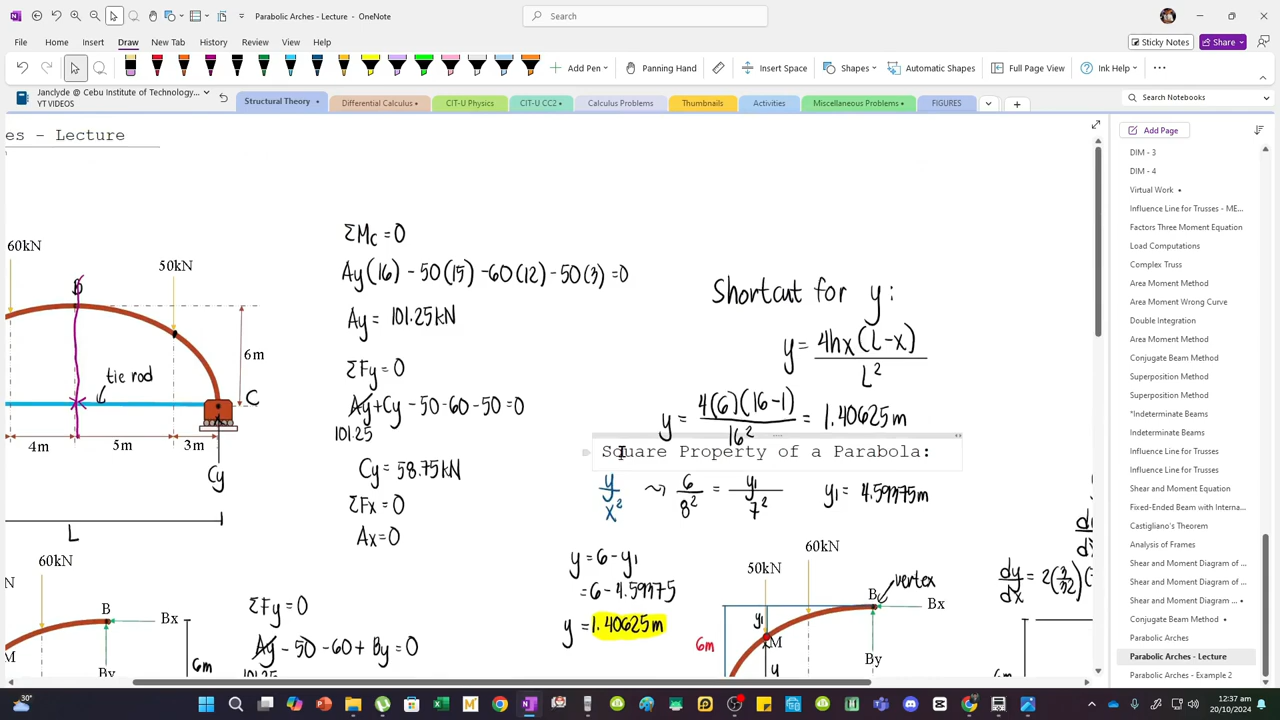 Parabolic Arches - Lecture - OneNote
Search
File Home Insert Draw New Tab History Review View Help
Sticky Notes
Share
Add Pen
Panning Hand
Insert Space
Shapes
Automatic Shapes
Full Page View
Ink Help
Janclyde @ Cebu Institute of Technology...
YT VIDEOS
Structural Theory
Differential Calculus
CIT-U Physics
CIT-U CC2
Calculus Problems
Thumbnails
Activities
Miscellaneous Problems
FIGURES
Search Notebooks
Add Page
DIM - 3
DIM - 4
Virtual Work
Influence Line for Trusses - ME...
Factors Three Moment Equation
Load Computations
Complex Truss
Area Moment Method
Area Moment Wrong Curve
Double Integration
Area Moment Method
Conjugate Beam Method
Superposition Method
Superposition Method
*Indeterminate Beams
Indeterminate Beams
Influence Line for Trusses
Influence Line for Trusses
Shear and Moment Equation
Fixed-Ended Beam with Interna...
Castigliano's Theorem
Analysis of Frames
Shear and Moment Diagram of ...
Shear and Moment Diagram of ...
Shear and Moment Diagram ...
Conjugate Beam Method
Parabolic Arches
Parabolic Arches - Lecture
Parabolic Arches - Example 2
es - Lecture
60kN
50kN
B
6m
tie rod
C
4m 5m 3m
Cy
L
ΣMc = 0
Ay(16) - 50(15) - 60(12) - 50(3) = 0
Ay = 101.25kN
ΣFy = 0
Ay + Cy - 50 - 60 - 50 = 0
101.25
Cy = 58.75kN
ΣFx = 0
Ax = 0
Shortcut for y:
y = 4hx(L-x)
L²
y = 4(6)(16-1) = 1.40625m
16²
Square Property of a Parabola:
y
x²
6 = y₁
8² 7²
y₁ = 4.59375m
y = 6 - y₁
= 6 - 4.59375
y = 1.40625m
60kN
B
Bx
M
By
6m
ΣFy = 0
Ay - 50 - 60 + By = 0
101.25
60kN
50kN
vertex
B
Bx
y₁
6m
M
By
y
dy
dx = 2(3
32)(
30°
12:37 am
20/10/2024